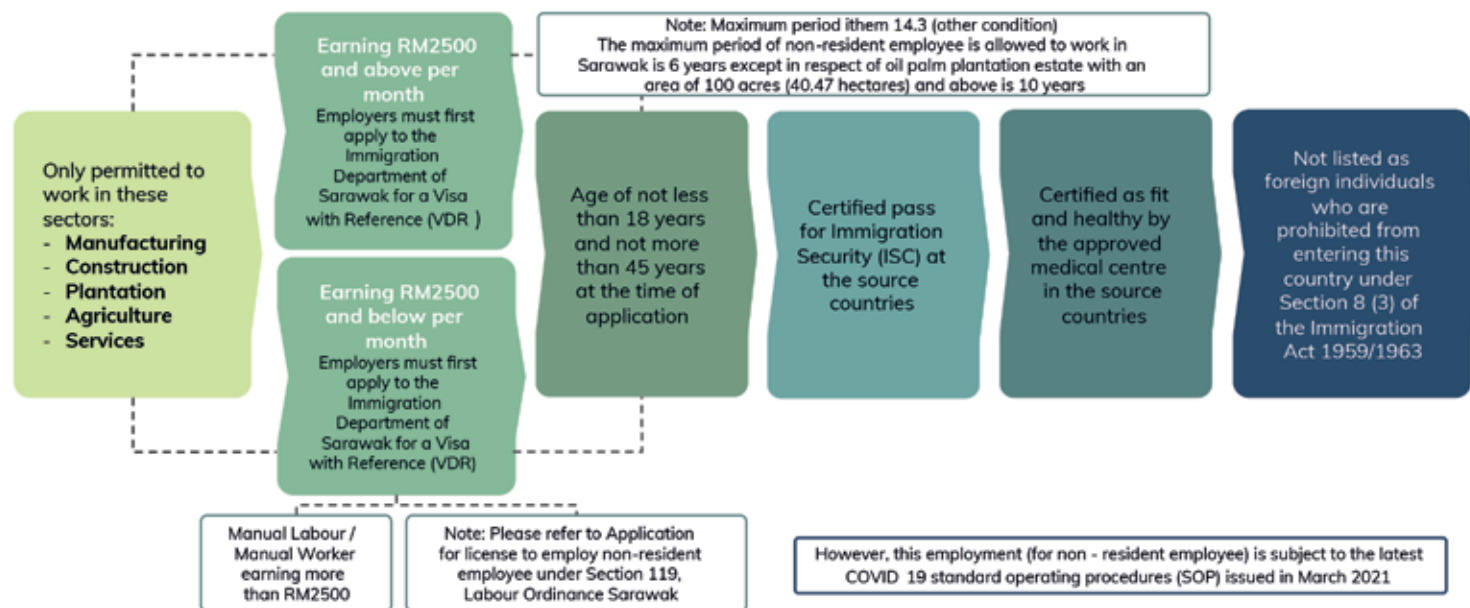 Earning RM2500
and above per
month
Employers must first
apply to the
Immigration
Department of
Sarawak for a Visa
with Reference (VDR )
Note: Maximum period ithem 14.3 (other condition)
The maximum period of non-resident employee is allowed to work in
Sarawak is 6 years except in respect of oil palm plantation estate with an
area of 100 acres (40.47 hectares) and above is 10 years
Only permitted to
work in these
sectors:
- Manufacturing
- Construction
- Plantation
- Agriculture
- Services
Earning RM2500
and below per
month
Employers must first
apply to the
Immigration
Department of
Sarawak for a Visa
with Reference (VDR)
Age of not less
than 18 years
and not more
than 45 years
at the time of
application
Certified pass
for Immigration
Security (ISC) at
the source
countries
Certified as fit
and healthy by
the approved
medical centre
in the source
countries
Not listed as
foreign individuals
who are
prohibited from
entering this
country under
Section 8 (3) of
the Immigration
Act 1959/1963
Manual Labour /
Manual Worker
earning more
than RM2500
Note: Please refer to Application
for license to employ non-resident
employee under Section 119,
Labour Ordinance Sarawak
However, this employment (for non - resident employee) is subject to the latest
COVID 19 standard operating procedures (SOP) issued in March 2021